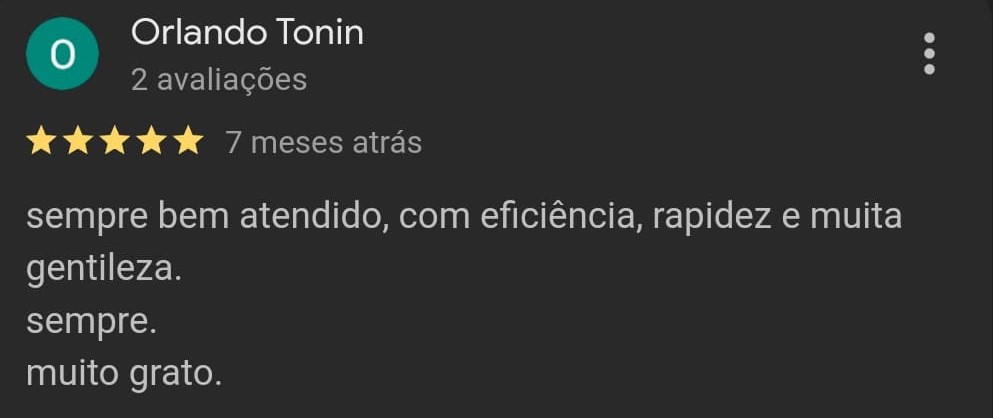 O
Orlando Tonin
2 avaliações
7 meses atrás
sempre bem atendido, com eficiência, rapidez e muita
gentileza.
sempre.
muito grato.